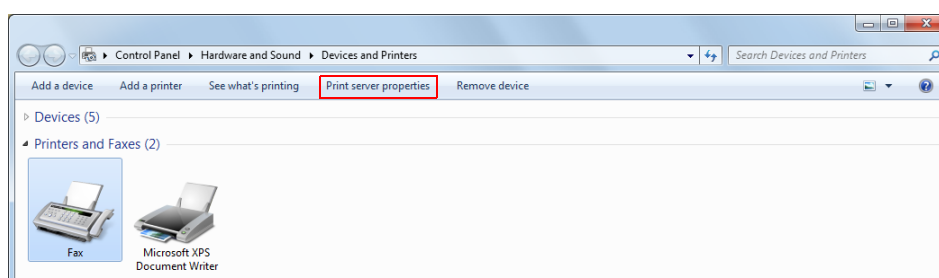 Control Panel Hardware and Sound Devices and Printers Search Devices and Printers
Add a device Add a printer See what's printing Print server properties Remove device
Devices (5)
Printers and Faxes (2)
Fax
Microsoft XPS
Document Writer